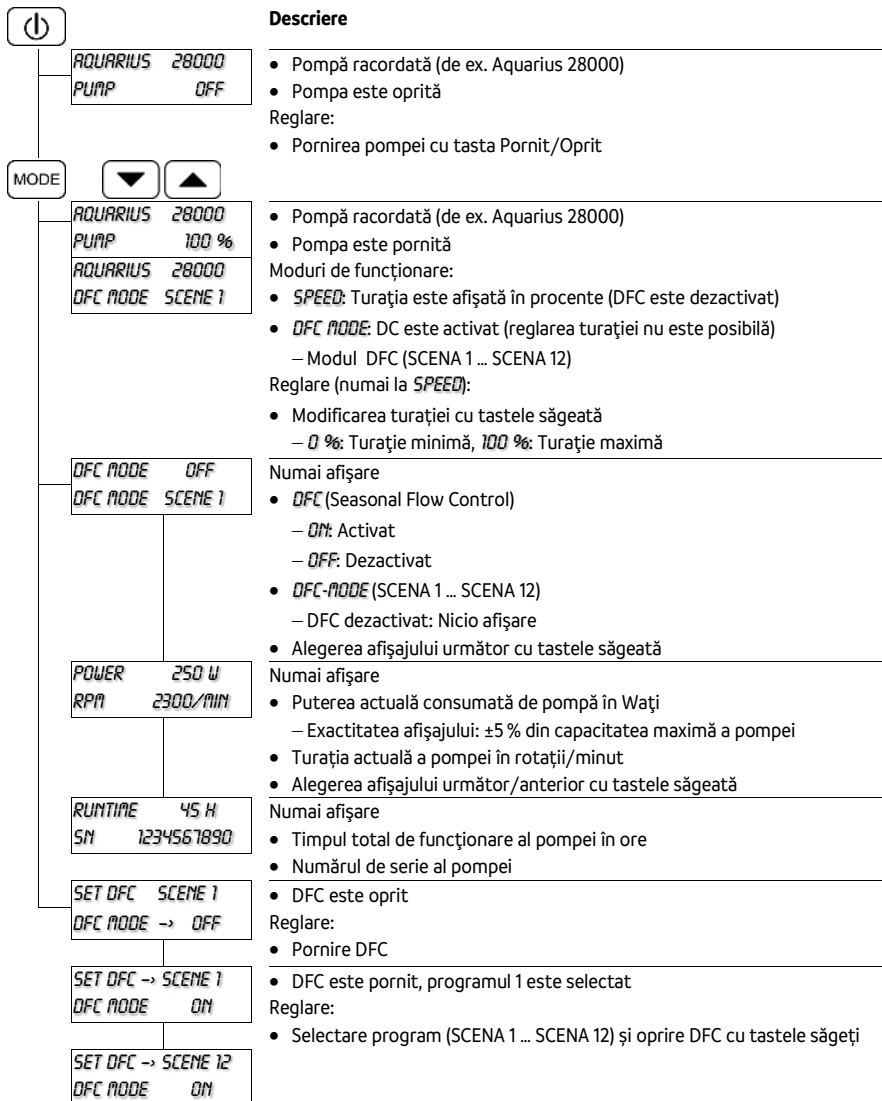 Descriere
AQUARIUS 28000
PUMP OFF
• Pompă racordată (de ex. Aquarius 28000)
• Pompa este oprită
Reglare:
• Pornirea pompei cu tasta Pornit/Oprit
MODE
AQUARIUS 28000
PUMP 100 %
AQUARIUS 28000
DFC MODE SCENE 1
• Pompă racordată (de ex. Aquarius 28000)
• Pompa este pornită
Moduri de funcționare:
• SPEED: Turaţia este afişată în procente (DFC este dezactivat)
• DFC MODE: DC este activat (reglarea turaţiei nu este posibilă)
– Modul DFC (SCENA 1 ... SCENA 12)
Reglare (numai la SPEED):
• Modificarea turației cu tastele săgeată
– 0 %: Turaţie minimă, 100 %: Turaţie maximă
DFC MODE OFF
DFC MODE SCENE 1
Numai afişare
• DFC (Seasonal Flow Control)
– ON: Activat
– OFF: Dezactivat
• DFC-MODE (SCENA 1 ... SCENA 12)
– DFC dezactivat: Nicio afişare
• Alegerea afişajului următor cu tastele săgeată
POWER 250 W
RPM 2300/MIN
Numai afişare
• Puterea actuală consumată de pompă în Waţi
– Exactitatea afişajului: ±5 % din capacitatea maximă a pompei
• Turația actuală a pompei în rotații/minut
• Alegerea afişajului următor/anterior cu tastele săgeată
RUNTIME 45 H
SN 1234567890
Numai afişare
• Timpul total de funcţionare al pompei în ore
• Numărul de serie al pompei
SET DFC SCENE 1
DFC MODE -> OFF
• DFC este oprit
Reglare:
• Pornire DFC
SET DFC -> SCENE 1
DFC MODE ON
• DFC este pornit, programul 1 este selectat
Reglare:
• Selectare program (SCENA 1 ... SCENA 12) și oprire DFC cu tastele săgeți
SET DFC -> SCENE 12
DFC MODE ON